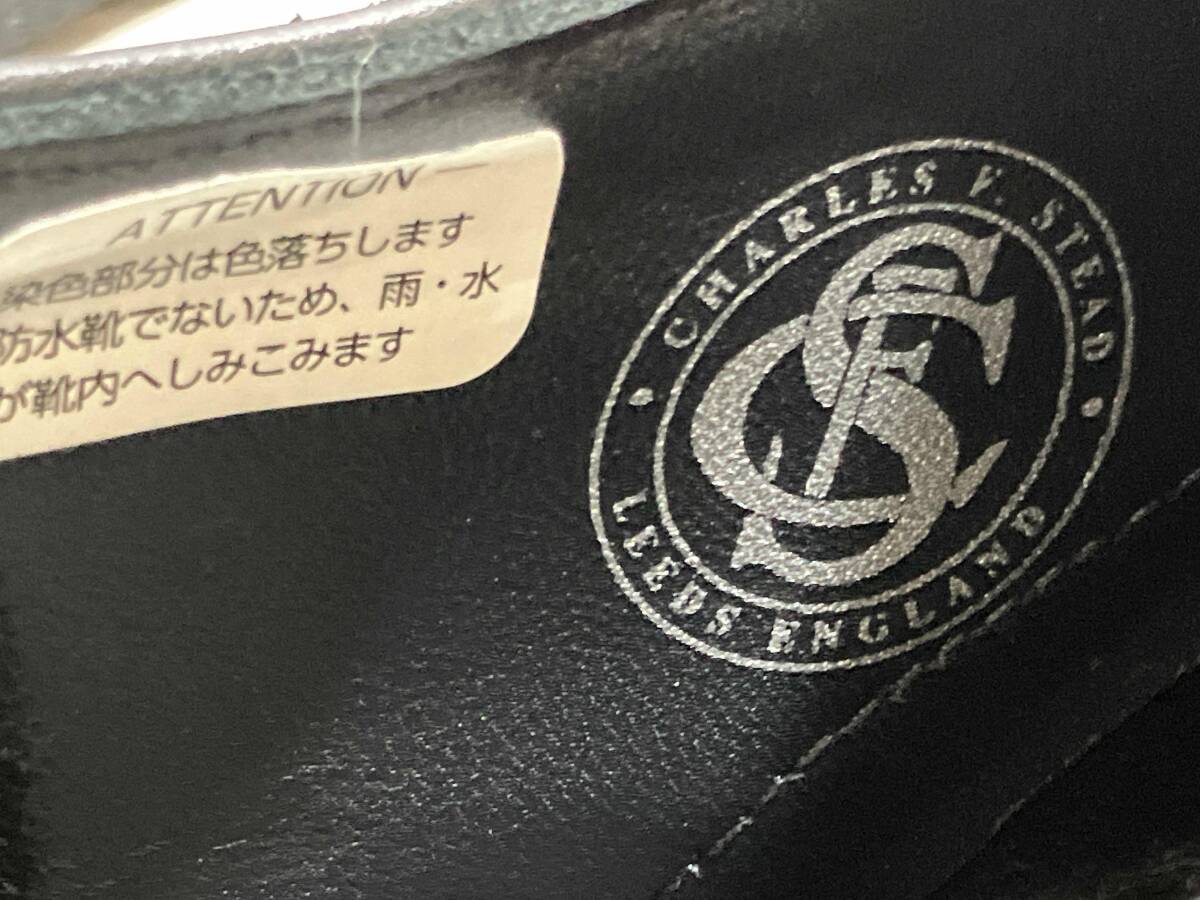 ATTENTION
染色部分は色落ちします
防水靴でないため、雨・水
が靴内へしみこみます
CHARLES F. STEAD
LEEDS ENGLAND